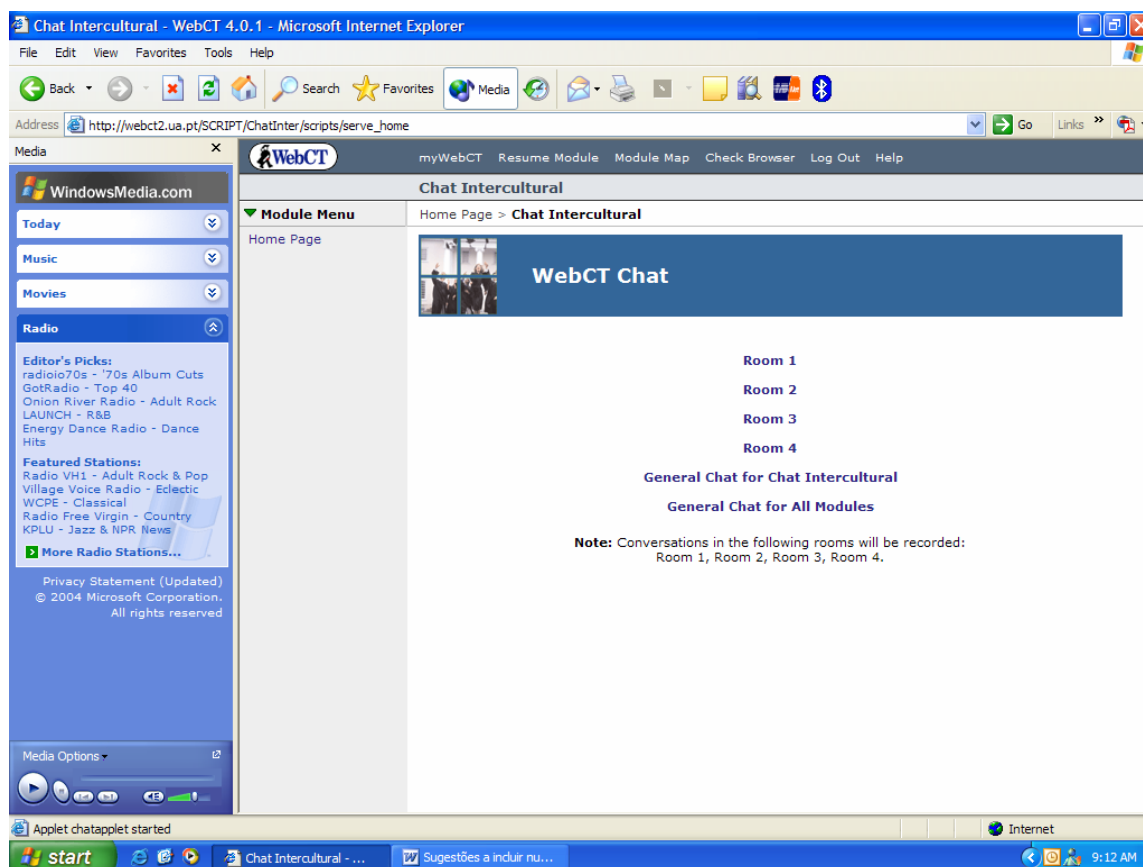 Chat Intercultural - WebCT 4.0.1 - Microsoft Internet Explorer
File Edit View Favorites Tools Help
Back Search Favorites Media
Address http://webct2.ua.pt/SCRIPT/ChatInter/scripts/serve_home Go Links »
Media
WindowsMedia.com
Today
Music
Movies
Radio
Editor's Picks:
radioio70s - '70s Album Cuts
GotRadio - Top 40
Onion River Radio - Adult Rock
LAUNCH - R&B
Energy Dance Radio - Dance
Hits
Featured Stations:
Radio VH1 - Adult Rock & Pop
Village Voice Radio - Eclectic
WCPE - Classical
Radio Free Virgin - Country
KPLU - Jazz & NPR News
More Radio Stations...
Privacy Statement (Updated)
© 2004 Microsoft Corporation.
All rights reserved
Media Options
WebCT
myWebCT Resume Module Module Map Check Browser Log Out Help
Chat Intercultural
Module Menu
Home Page > Chat Intercultural
Home Page
WebCT Chat
Room 1
Room 2
Room 3
Room 4
General Chat for Chat Intercultural
General Chat for All Modules
Note: Conversations in the following rooms will be recorded:
Room 1, Room 2, Room 3, Room 4.
Applet chatapplet started Internet
start Chat Intercultural - ... Sugestões a incluir nu... 9:12 AM